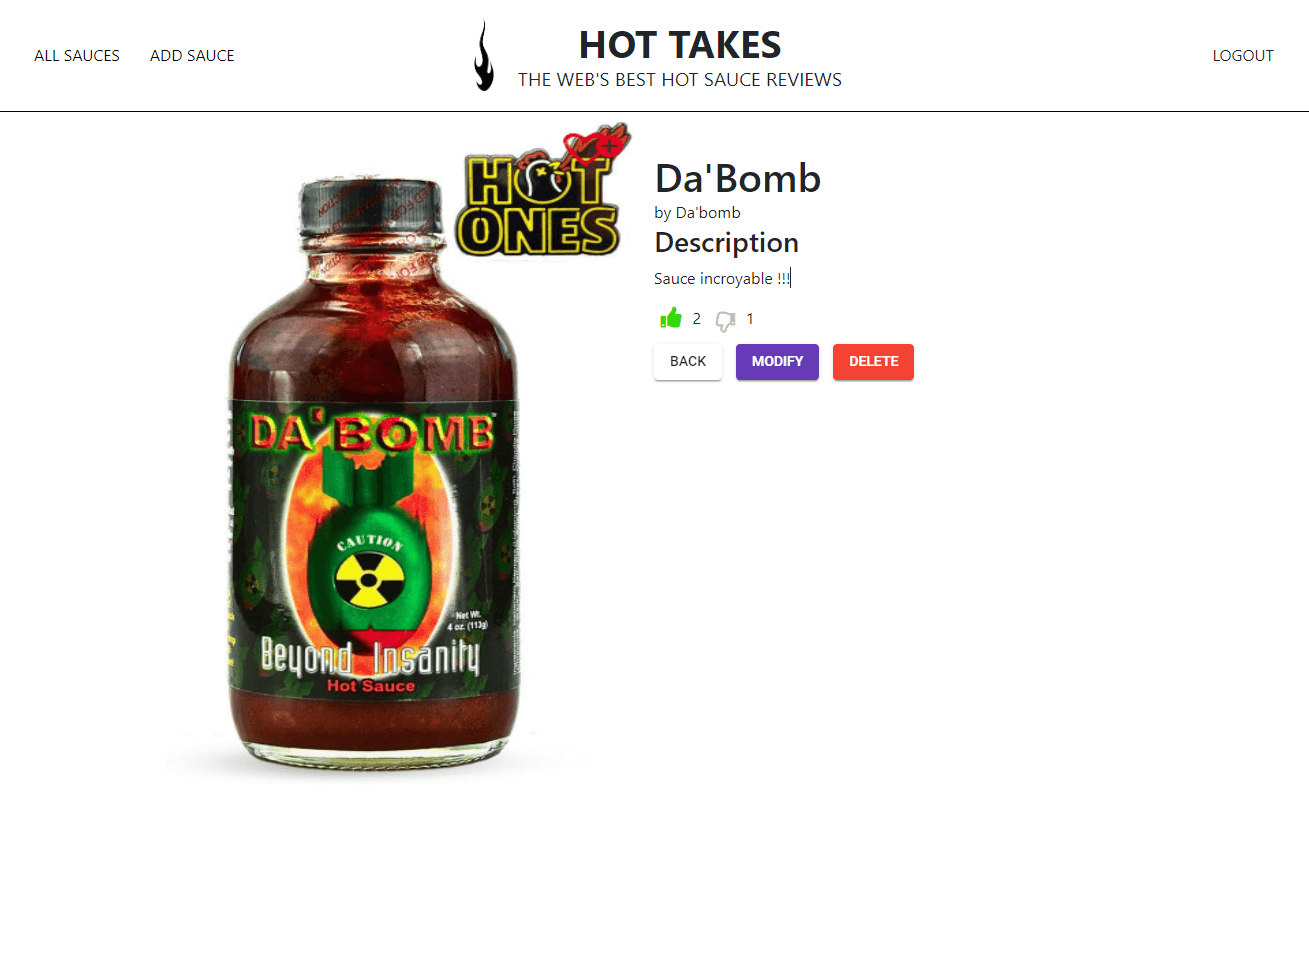 ALL SAUCES
ADD SAUCE
HOT TAKES
THE WEB'S BEST HOT SAUCE REVIEWS
LOGOUT
HOT
ONES
DA'BOMB™
CAUTION
Net Wt.
4 oz. (113g)
Beyond Insanity
Hot Sauce
Da'Bomb
by Da'bomb
Description
Sauce incroyable !!!
2
1
BACK
MODIFY
DELETE